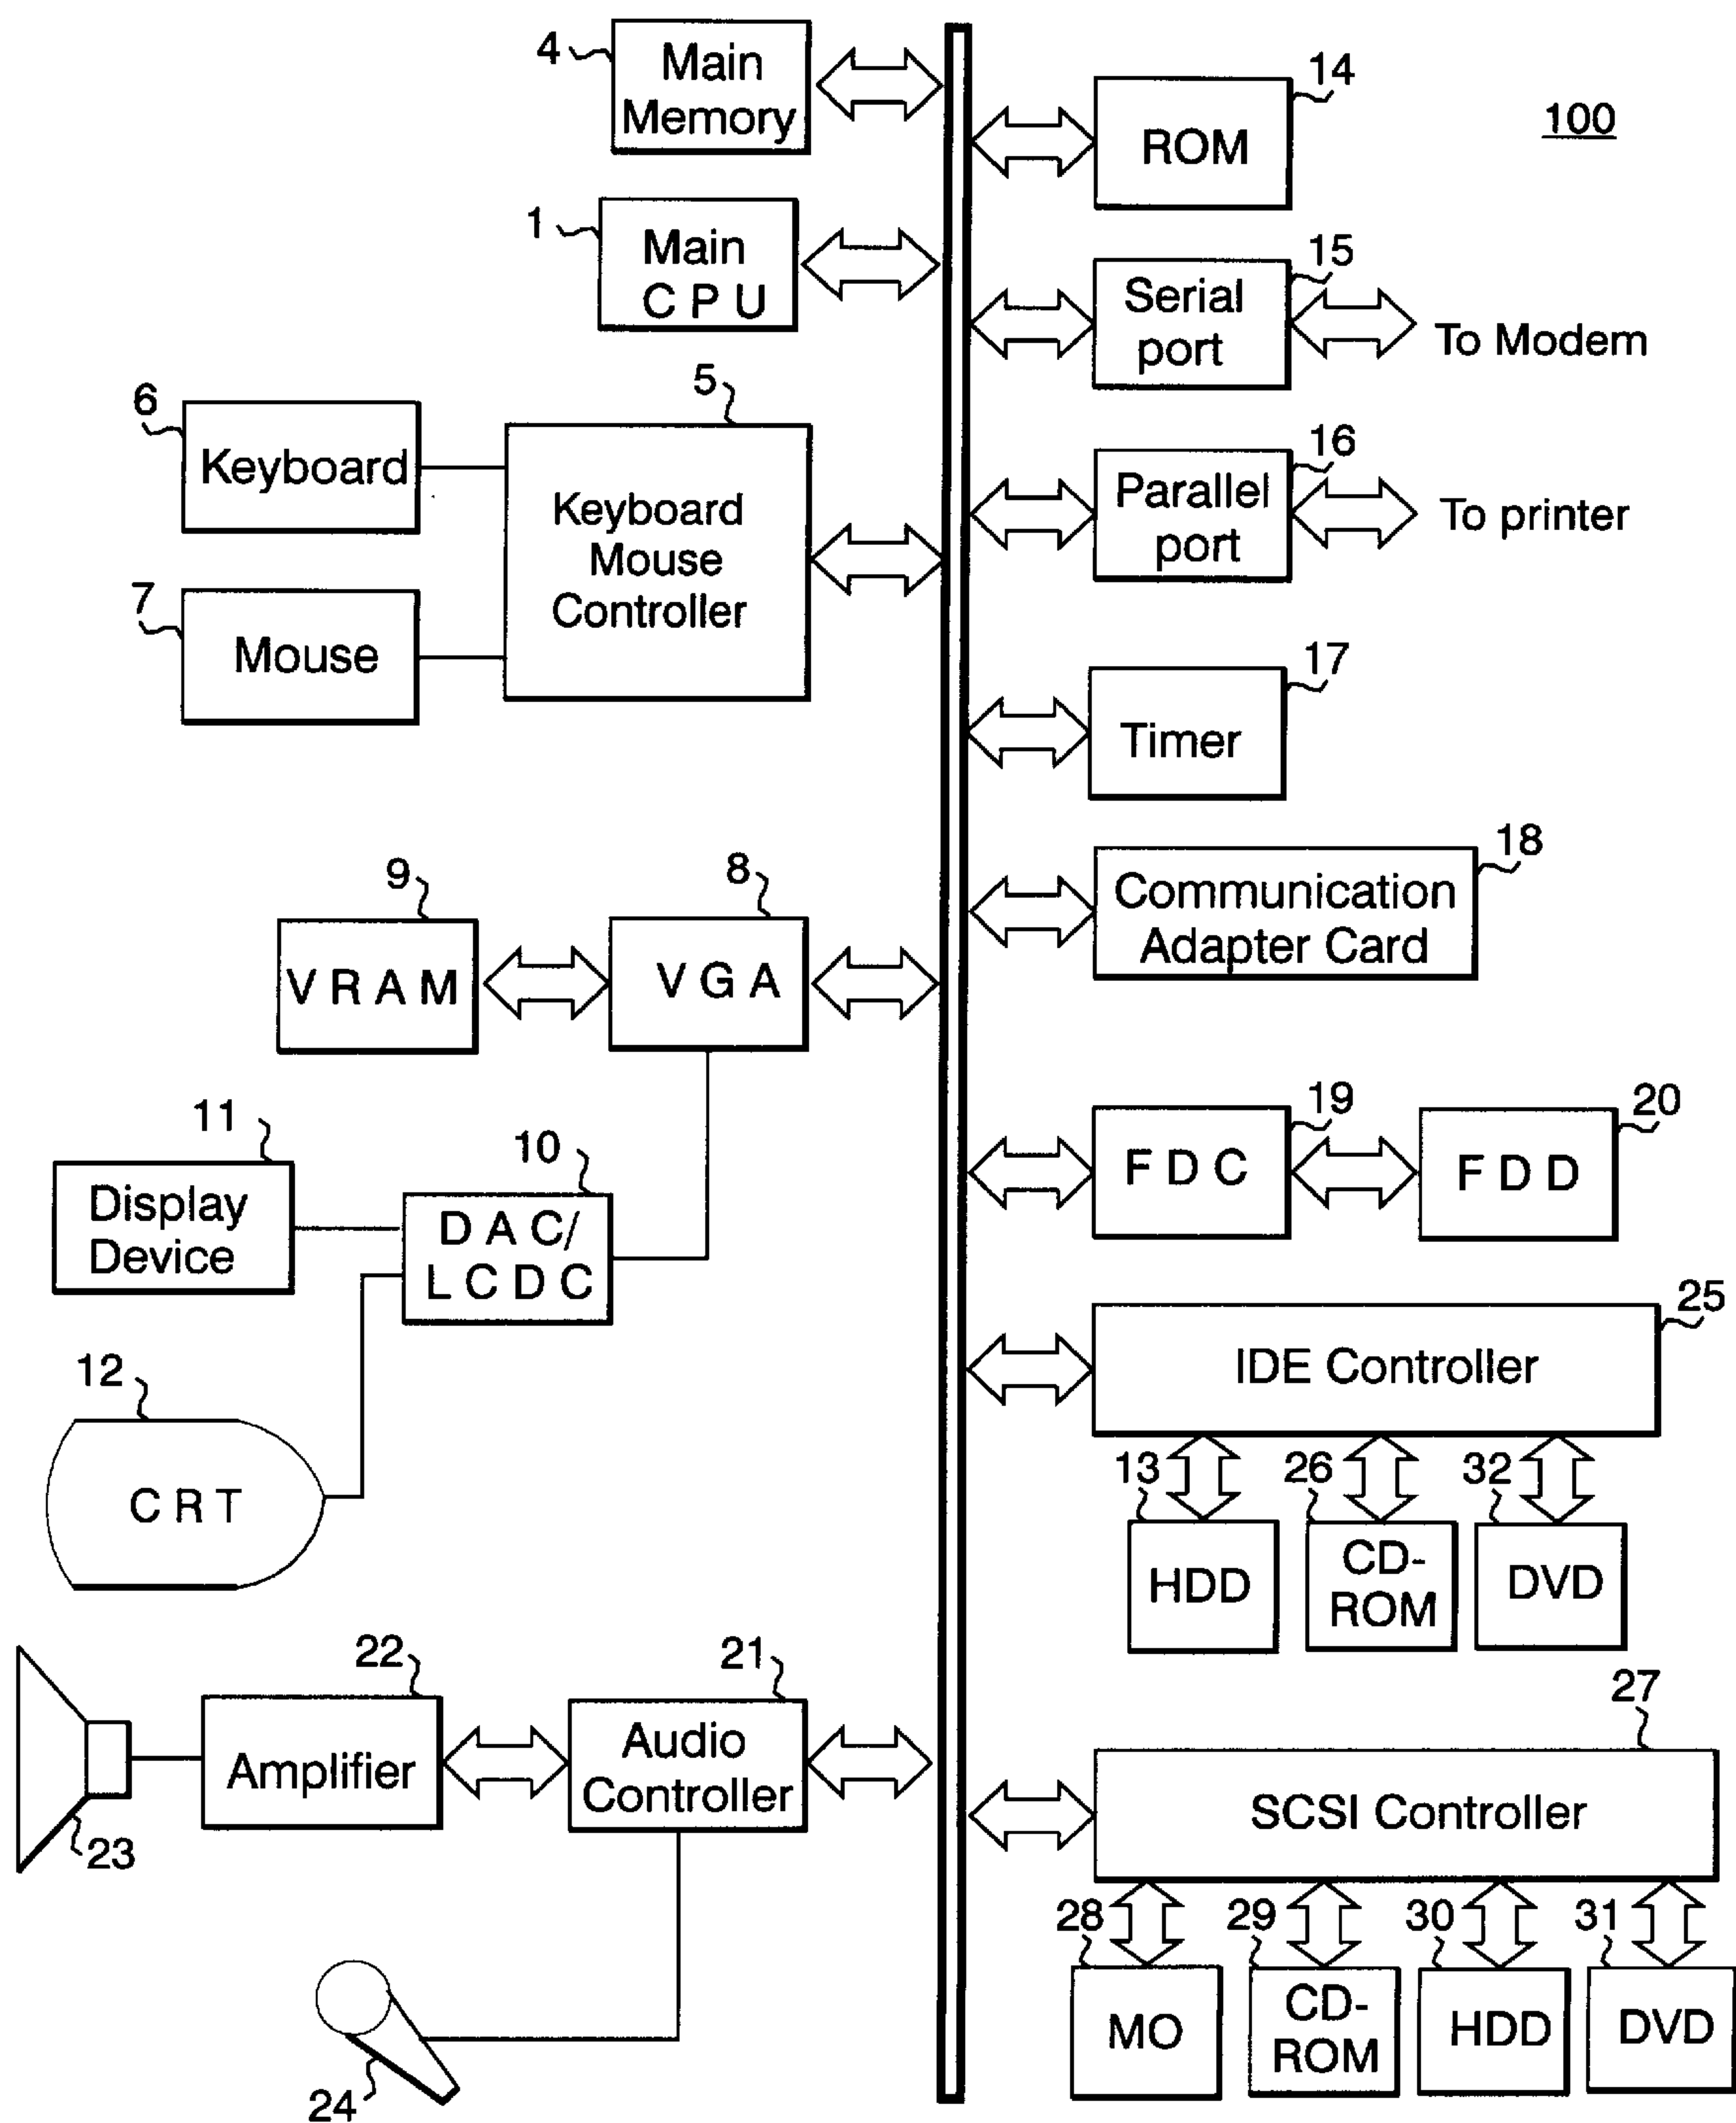 4
Main
Memory
14
ROM
100
1
Main
C P U
15
Serial
port
To Modem
6
Keyboard
5
Keyboard
Mouse
Controller
16
Parallel
port
To printer
7
Mouse
17
Timer
18
Communication
Adapter Card
9
V R A M
8
V G A
19
F D C
20
F D D
11
Display
Device
10
D A C/
L C D C
25
IDE Controller
12
C R T
13
HDD
26
CD-
ROM
32
DVD
22
Amplifier
21
Audio
Controller
23
27
SCSI Controller
24
28
MO
29
CD-
ROM
30
HDD
31
DVD